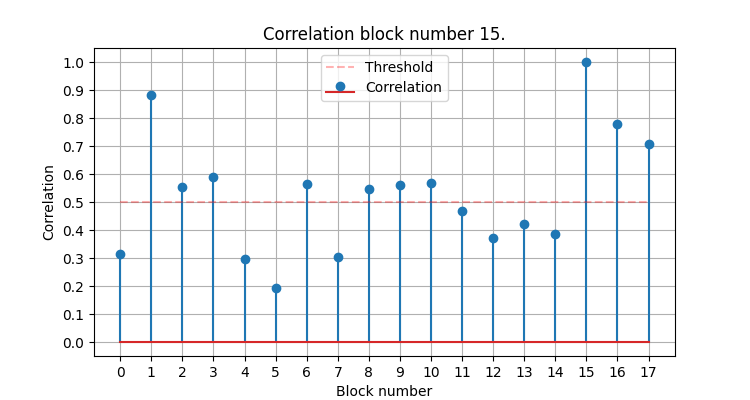 Correlation block number 15.
Threshold
Correlation
Correlation
1.0
0.9
0.8
0.7
0.6
0.5
0.4
0.3
0.2
0.1
0.0
0 1 2 3 4 5 6 7 8 9 10 11 12 13 14 15 16 17
Block number